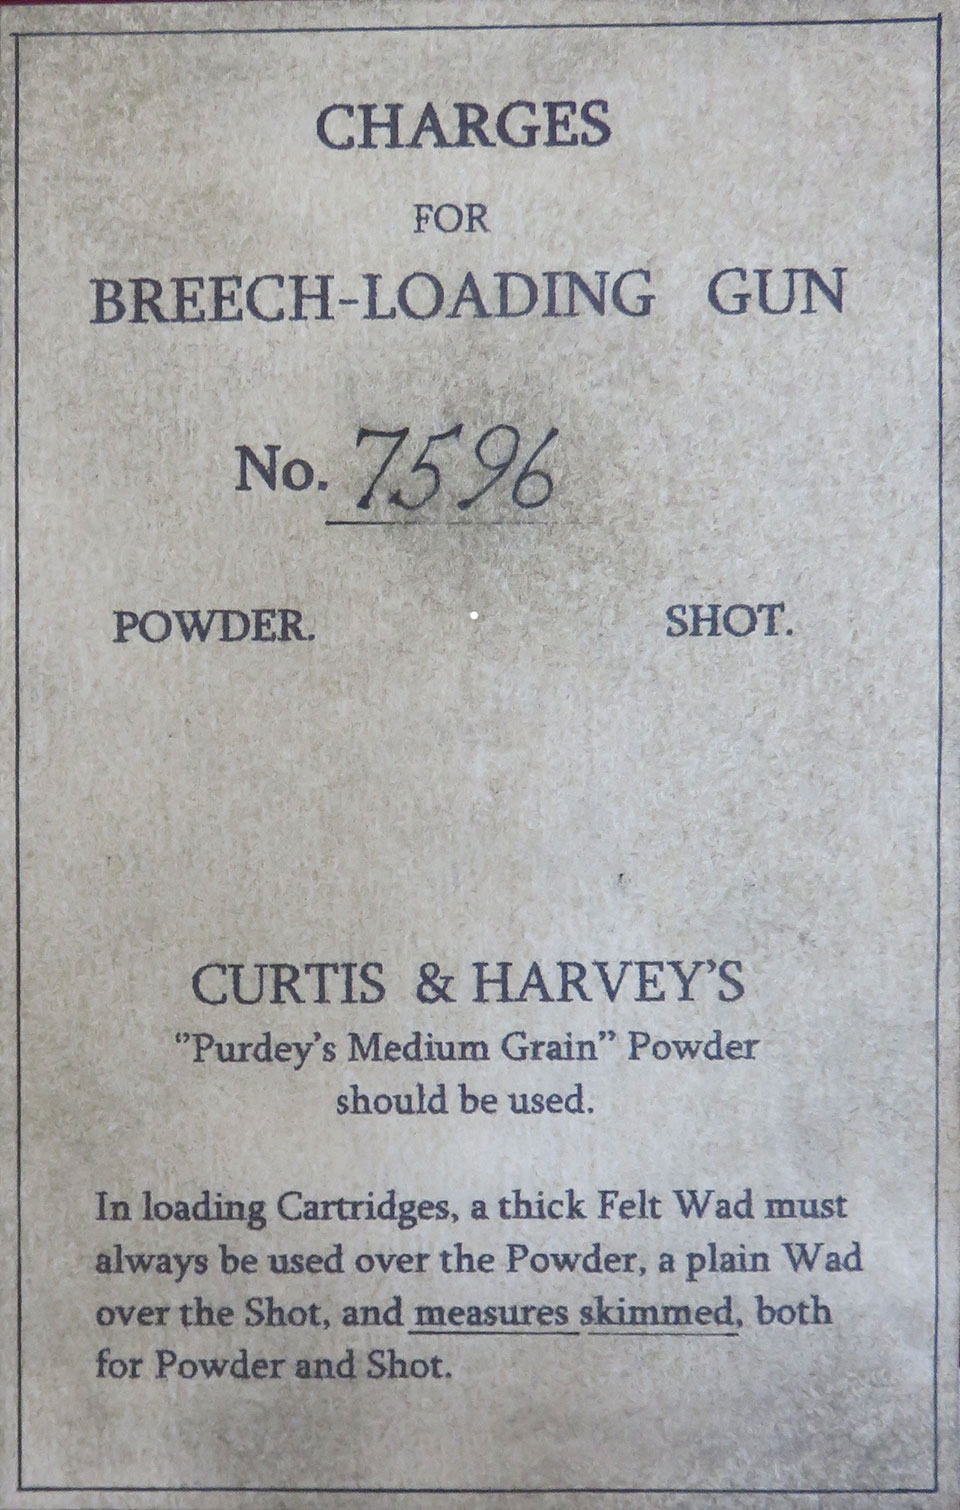 CHARGES
FOR
BREECH-LOADING GUN
No. 7596
POWDER. SHOT.
CURTIS & HARVEY'S
"Purdey's Medium Grain" Powder
should be used.
In loading Cartridges, a thick Felt Wad must
always be used over the Powder, a plain Wad
over the Shot, and measures skimmed, both
for Powder and Shot.